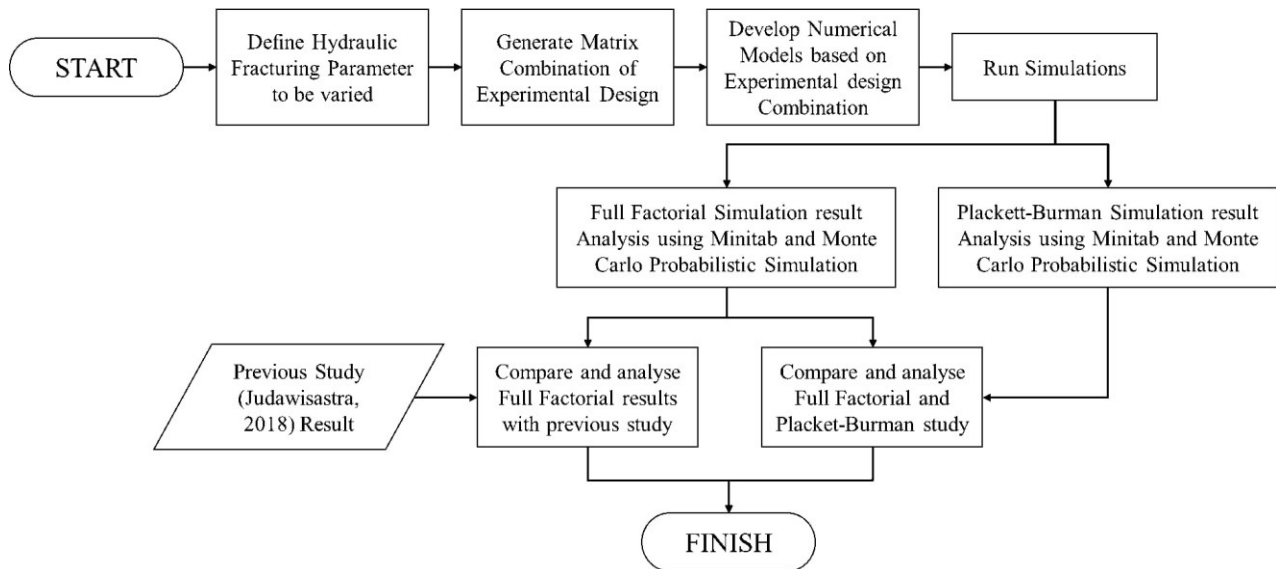 START
Define Hydraulic
Fracturing Parameter
to be varied
Generate Matrix
Combination of
Experimental Design
Develop Numerical
Models based on
Experimental design
Combination
Run Simulations
Full Factorial Simulation result
Analysis using Minitab and Monte
Carlo Probabilistic Simulation
Plackett-Burman Simulation result
Analysis using Minitab and Monte
Carlo Probabilistic Simulation
Previous Study
(Judawisastra,
2018) Result
Compare and analyse
Full Factorial results
with previous study
Compare and analyse
Full Factorial and
Placket-Burman study
FINISH